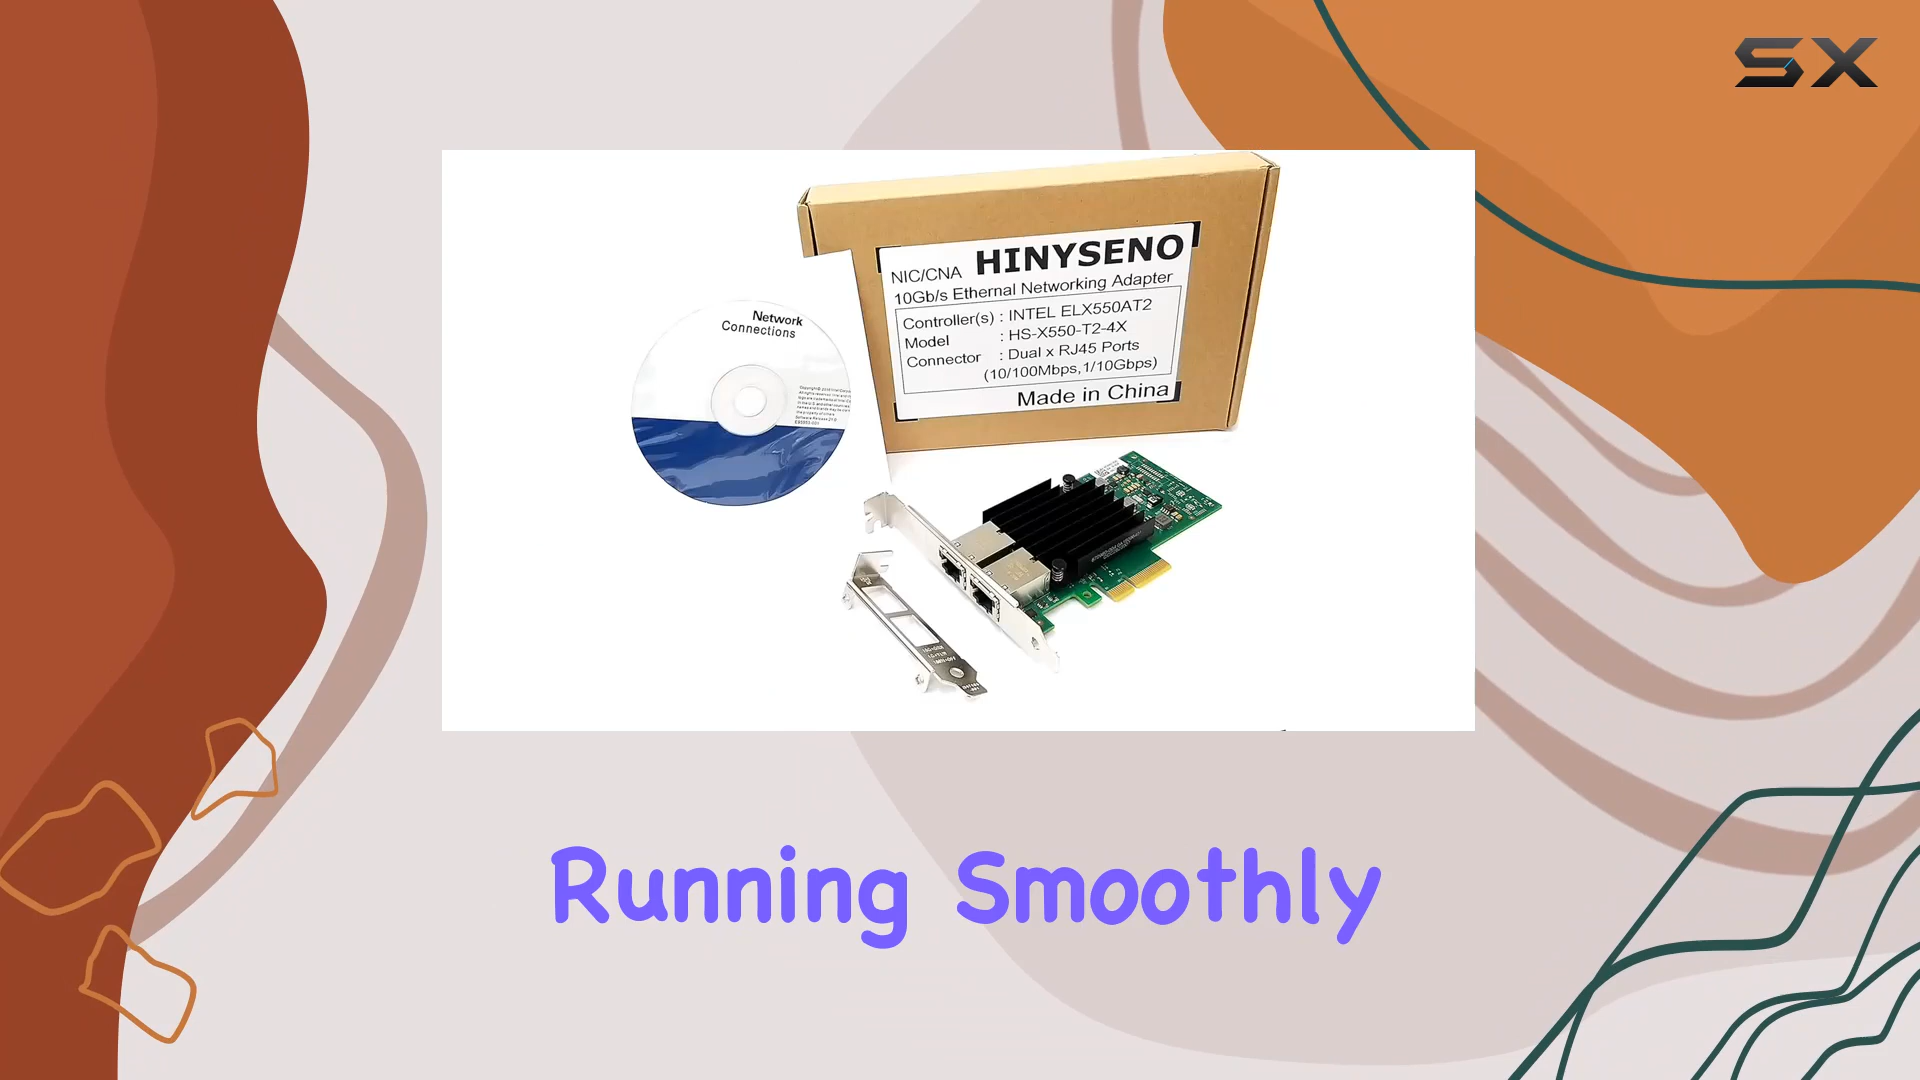 SX
NIC/CNA HINYSENO
10Gb/s Ethernal Networking Adapter
Controller(s) : INTEL ELX550AT2
Model : HS-X550-T2-4X
Connector : Dual x RJ45 Ports
(10/100Mbps,1/10Gbps)
Made in China
Network
Connections
Running Smoothly